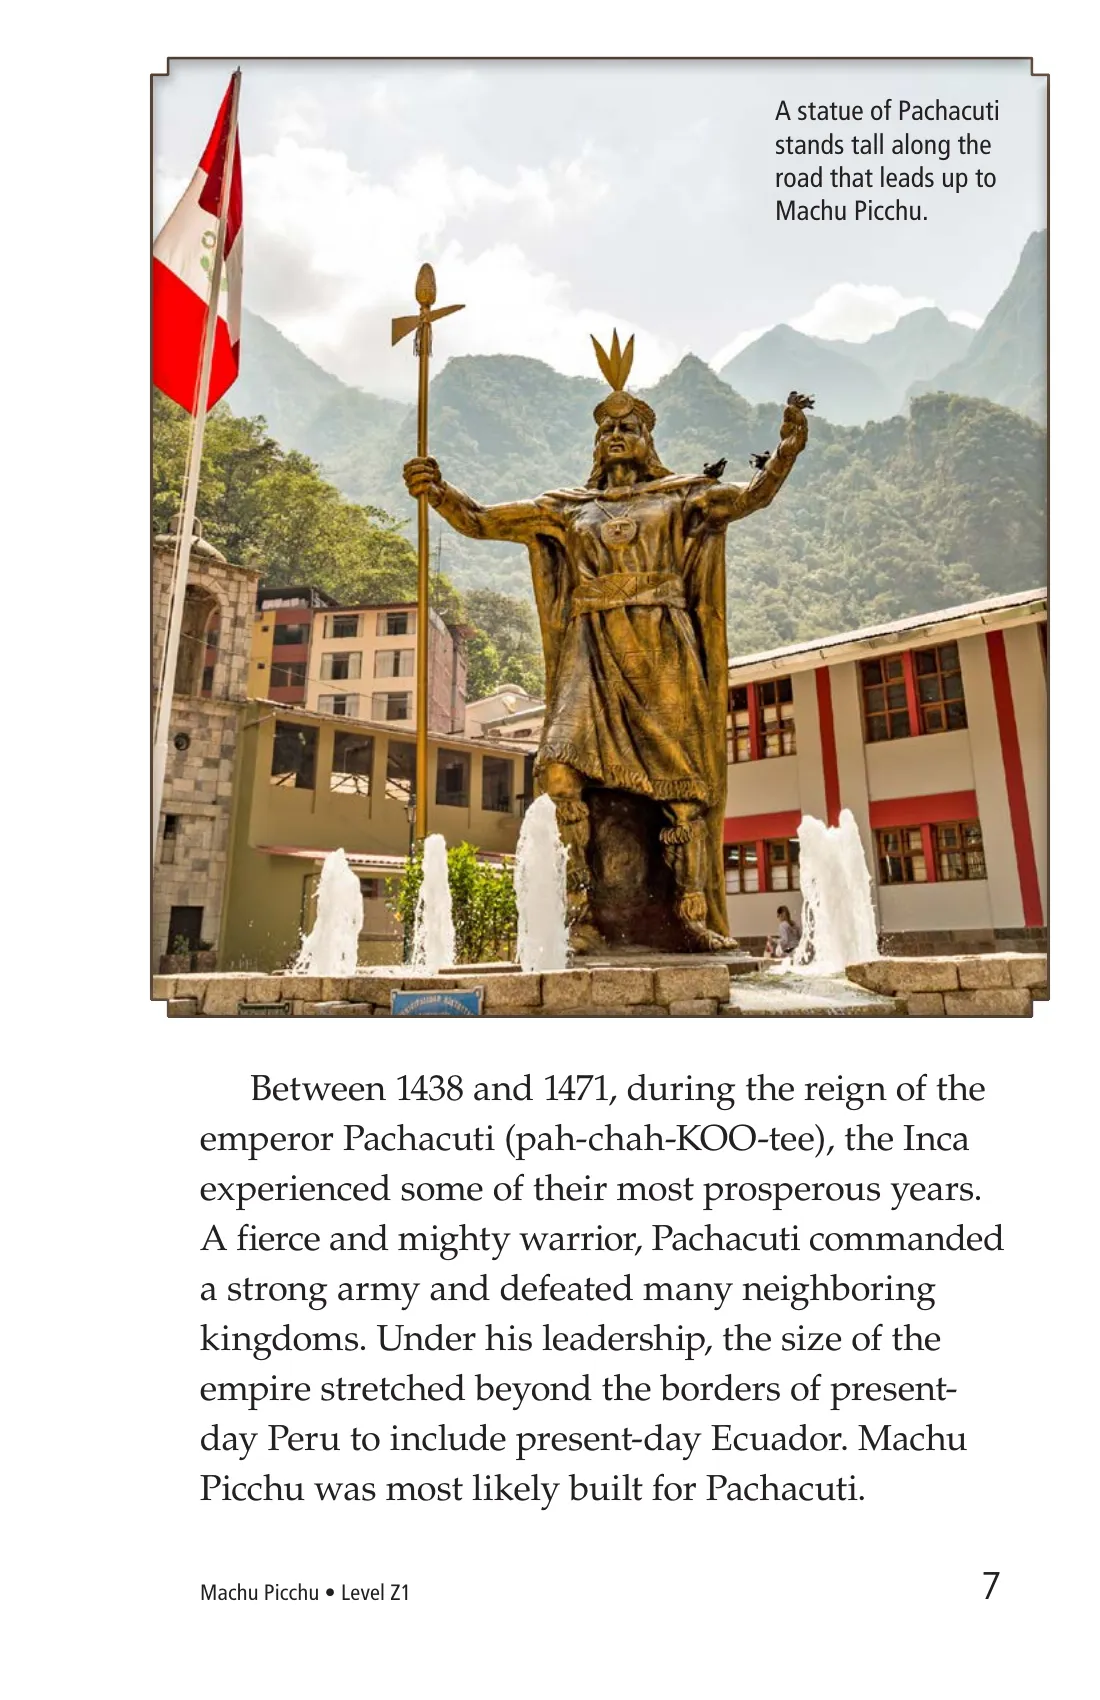 A statue of Pachacuti
stands tall along the
road that leads up to
Machu Picchu.
Between 1438 and 1471, during the reign of the
emperor Pachacuti (pah-chah-KOO-tee), the Inca
experienced some of their most prosperous years.
A fierce and mighty warrior, Pachacuti commanded
a strong army and defeated many neighboring
kingdoms. Under his leadership, the size of the
empire stretched beyond the borders of present-
day Peru to include present-day Ecuador. Machu
Picchu was most likely built for Pachacuti.
Machu Picchu • Level Z1
7